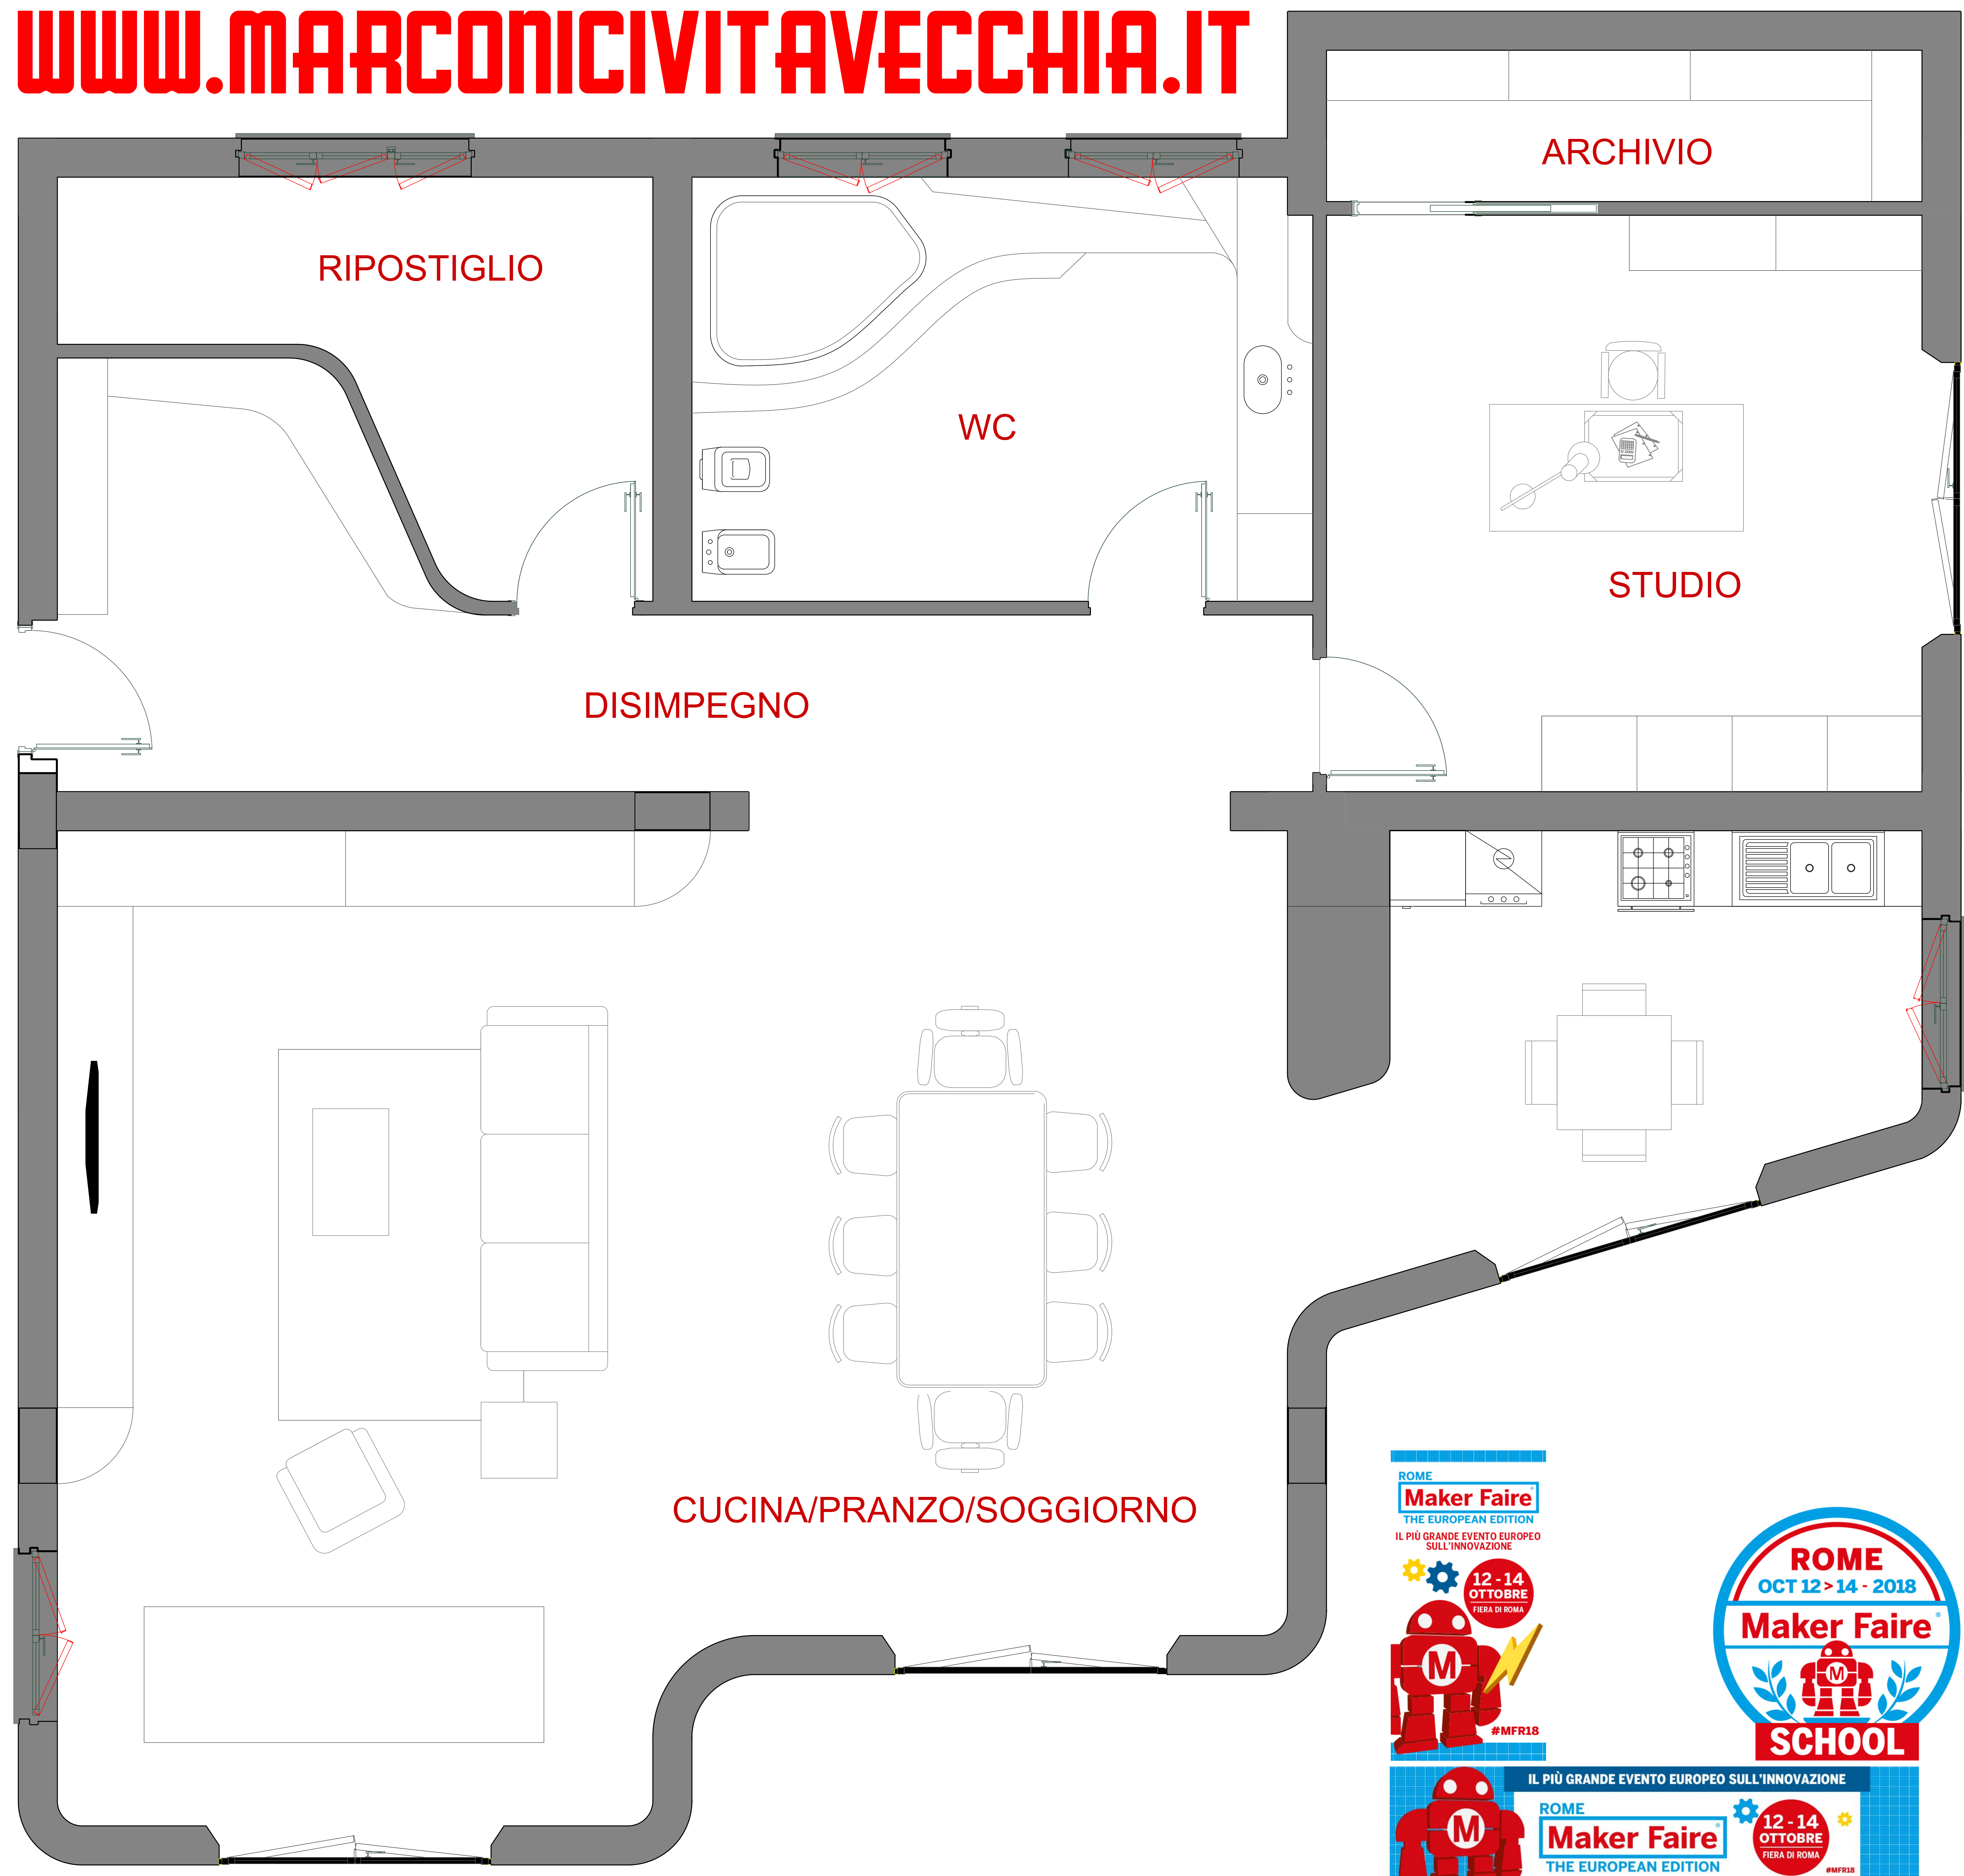 WWW.MARCONICIVITAVECCHIA.IT
ARCHIVIO
RIPOSTIGLIO
WC
STUDIO
DISIMPEGNO
CUCINA/PRANZO/SOGGIORNO
ROME
Maker Faire®
THE EUROPEAN EDITION
IL PIÙ GRANDE EVENTO EUROPEO
SULL'INNOVAZIONE
12 - 14
OTTOBRE
FIERA DI ROMA
M
#MFR18
ROME
OCT 12 > 14 - 2018
Maker Faire®
M
SCHOOL
IL PIÙ GRANDE EVENTO EUROPEO SULL'INNOVAZIONE
M
ROME
Maker Faire®
THE EUROPEAN EDITION
12 - 14
OTTOBRE
FIERA DI ROMA
#MFR18